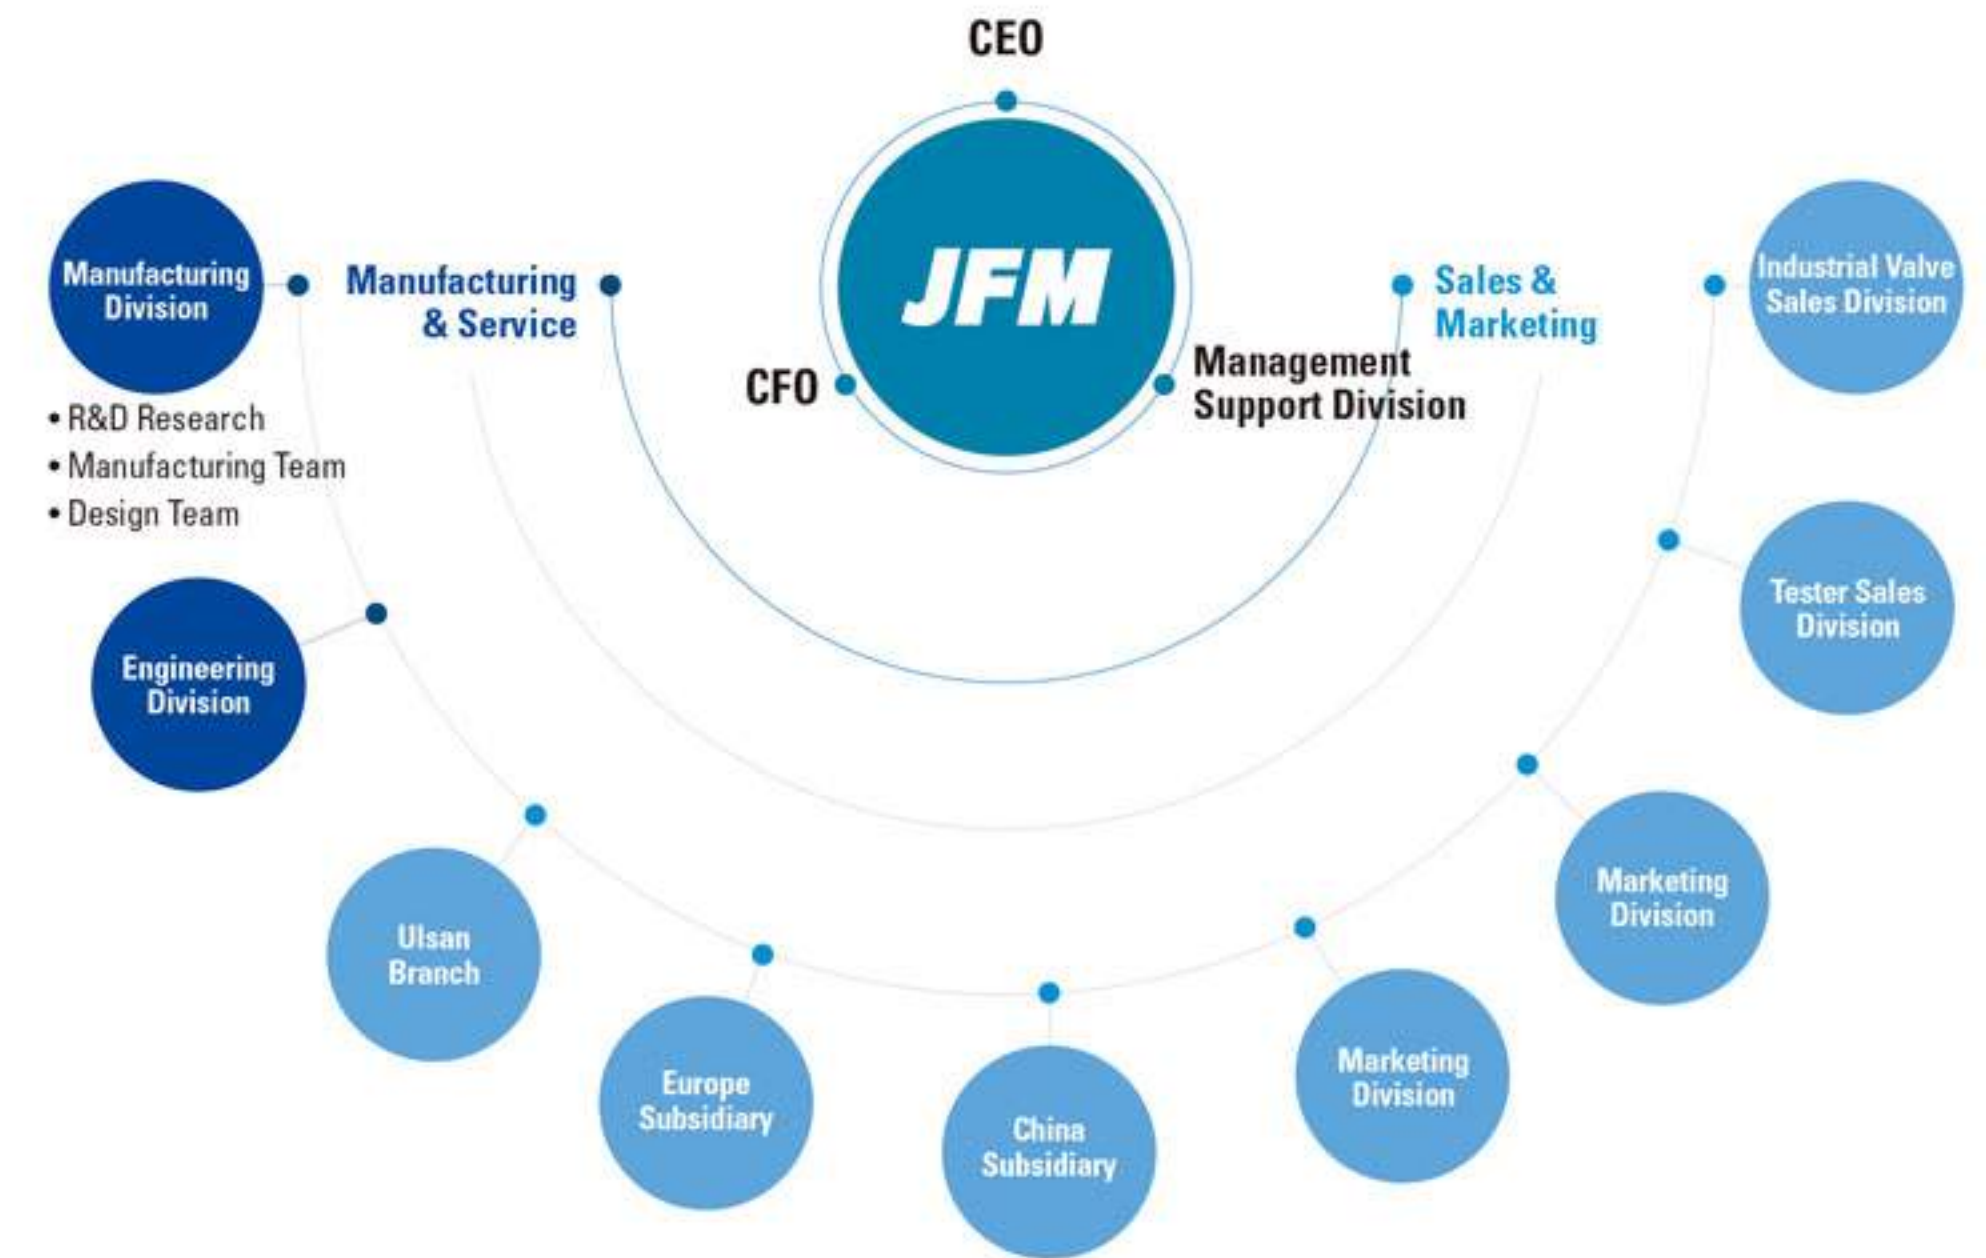 CEO
JFM
CFO
Management
Support Division
Manufacturing
& Service
Sales &
Marketing
Manufacturing
Division
• R&D Research
• Manufacturing Team
• Design Team
Engineering
Division
Ulsan
Branch
Europe
Subsidiary
China
Subsidiary
Marketing
Division
Marketing
Division
Tester Sales
Division
Industrial Valve
Sales Division